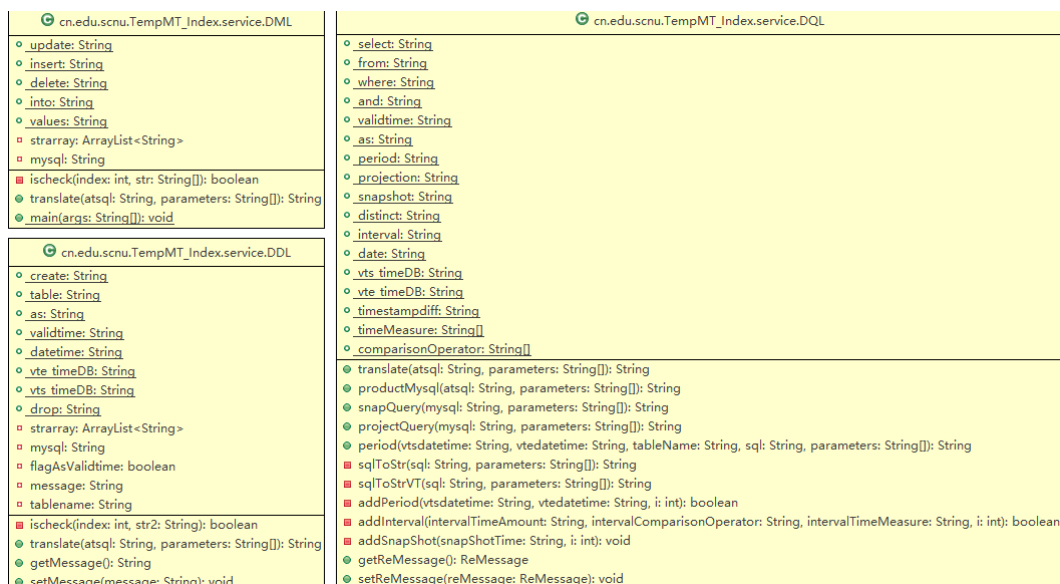 cn.edu.scnu.TempMT_Index.service.DML
update: String
insert: String
delete: String
into: String
values: String
strarray: ArrayList<String>
mysql: String
ischeck(index: int, str: String[]): boolean
translate(atsql: String, parameters: String[]): String
main(args: String[]): void
cn.edu.scnu.TempMT_Index.service.DDL
create: String
table: String
as: String
validtime: String
datetime: String
vte_timeDB: String
vts_timeDB: String
drop: String
strarray: ArrayList<String>
mysql: String
flagAsValidtime: boolean
message: String
tablename: String
ischeck(index: int, str2: String): boolean
translate(atsql: String, parameters: String[]): String
getMessage(): String
setMessage(message: String): void
cn.edu.scnu.TempMT_Index.service.DQL
select: String
from: String
where: String
and: String
validtime: String
as: String
period: String
projection: String
snapshot: String
distinct: String
interval: String
date: String
vts_timeDB: String
vte_timeDB: String
timestampdiff: String
timeMeasure: String[]
comparisonOperator: String[]
translate(atsql: String, parameters: String[]): String
productMysql(atsql: String, parameters: String[]): String
snapQuery(mysql: String, parameters: String[]): String
projectQuery(mysql: String, parameters: String[]): String
period(vtsdatetime: String, vtedatetime: String, tableName: String, sql: String, parameters: String[]): String
sqlToStr(sql: String, parameters: String[]): String
sqlToStrVT(sql: String, parameters: String[]): String
addPeriod(vtsdatetime: String, vtedatetime: String, i: int): boolean
addInterval(intervalTimeAmount: String, intervalComparisonOperator: String, intervalTimeMeasure: String, i: int): boolean
addSnapShot(snapShotTime: String, i: int): void
getReMessage(): ReMessage
setReMessage(reMessage: ReMessage): void